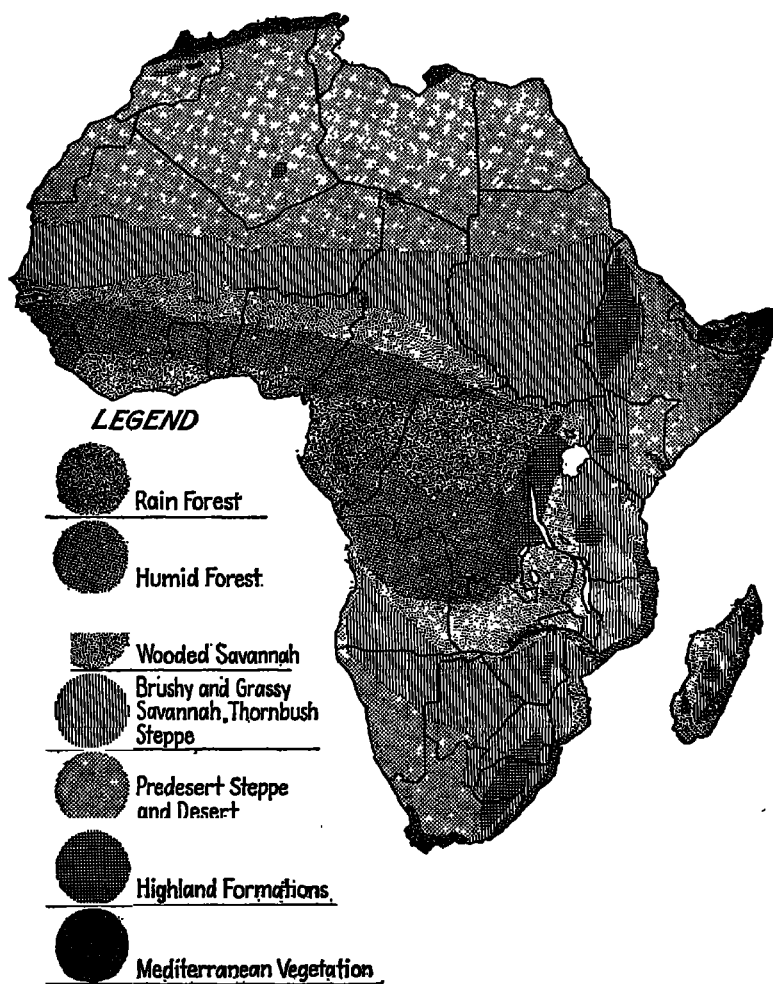 LEGEND
Rain Forest
Humid Forest.
Wooded Savannah
Brushy and Grassy
Savannah, Thornbush
Steppe
Predesert Steppe
and Desert
Highland Formations.
Mediterranean Vegetation